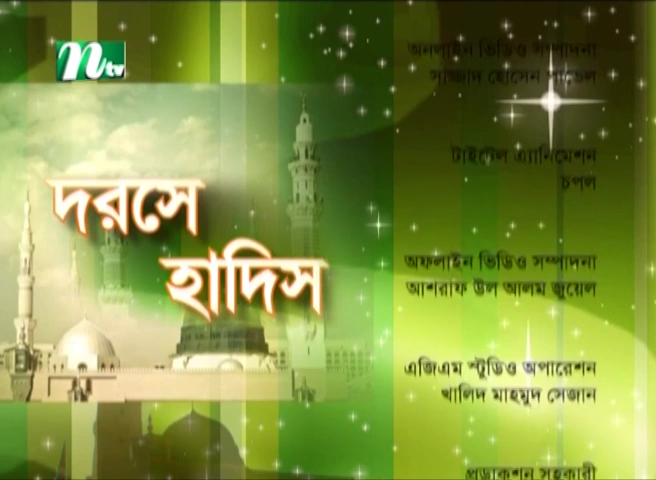 ntv
দরসে
হাদিস
অনলাইন ভিডিও সম্পাদনা
সাজ্জাদ হোসেন পাভেল
টাইটেল এ্যানিমেশন
চপল
অফলাইন ভিডিও সম্পাদনা
আশরাফ উল আলম জুয়েল
এজিএম স্টুডিও অপারেশন
খালিদ মাহমুদ সেজান
প্রডাকশন সহকারী